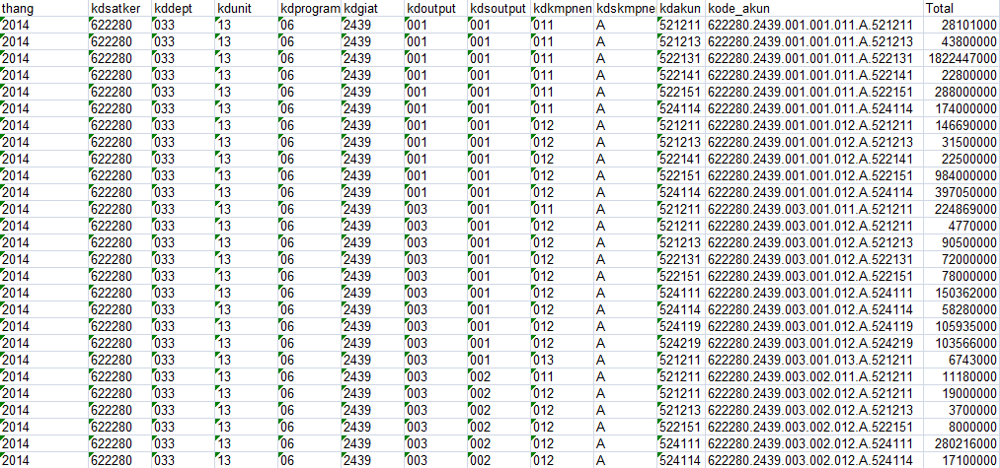 thang kdsatker kddept kdunit kdprogram kdgiat kdoutput kdsoutput kdkmpnen kdskmpnen kdakun kode_akun Total
2014 622280 033 13 06 2439 001 001 011 A 521211 622280.2439.001.001.011.A.521211 28101000
2014 622280 033 13 06 2439 001 001 011 A 521213 622280.2439.001.001.011.A.521213 43800000
2014 622280 033 13 06 2439 001 001 011 A 522131 622280.2439.001.001.011.A.522131 1822447000
2014 622280 033 13 06 2439 001 001 011 A 522141 622280.2439.001.001.011.A.522141 22800000
2014 622280 033 13 06 2439 001 001 011 A 522151 622280.2439.001.001.011.A.522151 288000000
2014 622280 033 13 06 2439 001 001 011 A 524114 622280.2439.001.001.011.A.524114 174000000
2014 622280 033 13 06 2439 001 001 012 A 521211 622280.2439.001.001.012.A.521211 146690000
2014 622280 033 13 06 2439 001 001 012 A 521213 622280.2439.001.001.012.A.521213 31500000
2014 622280 033 13 06 2439 001 001 012 A 522141 622280.2439.001.001.012.A.522141 22500000
2014 622280 033 13 06 2439 001 001 012 A 522151 622280.2439.001.001.012.A.522151 984000000
2014 622280 033 13 06 2439 001 001 012 A 524114 622280.2439.001.001.012.A.524114 397050000
2014 622280 033 13 06 2439 003 001 011 A 521211 622280.2439.003.001.011.A.521211 224869000
2014 622280 033 13 06 2439 003 001 012 A 521211 622280.2439.003.001.012.A.521211 4770000
2014 622280 033 13 06 2439 003 001 012 A 521213 622280.2439.003.001.012.A.521213 90500000
2014 622280 033 13 06 2439 003 001 012 A 522131 622280.2439.003.001.012.A.522131 72000000
2014 622280 033 13 06 2439 003 001 012 A 522151 622280.2439.003.001.012.A.522151 78000000
2014 622280 033 13 06 2439 003 001 012 A 524111 622280.2439.003.001.012.A.524111 150362000
2014 622280 033 13 06 2439 003 001 012 A 524114 622280.2439.003.001.012.A.524114 58280000
2014 622280 033 13 06 2439 003 001 012 A 524119 622280.2439.003.001.012.A.524119 105935000
2014 622280 033 13 06 2439 003 001 012 A 524219 622280.2439.003.001.012.A.524219 103566000
2014 622280 033 13 06 2439 003 001 013 A 521211 622280.2439.003.001.013.A.521211 6743000
2014 622280 033 13 06 2439 003 002 011 A 521211 622280.2439.003.002.011.A.521211 11180000
2014 622280 033 13 06 2439 003 002 012 A 521211 622280.2439.003.002.012.A.521211 19000000
2014 622280 033 13 06 2439 003 002 012 A 521213 622280.2439.003.002.012.A.521213 3700000
2014 622280 033 13 06 2439 003 002 012 A 522151 622280.2439.003.002.012.A.522151 8000000
2014 622280 033 13 06 2439 003 002 012 A 524111 622280.2439.003.002.012.A.524111 280216000
2014 622280 033 13 06 2439 003 002 012 A 524114 622280.2439.003.002.012.A.524114 17100000